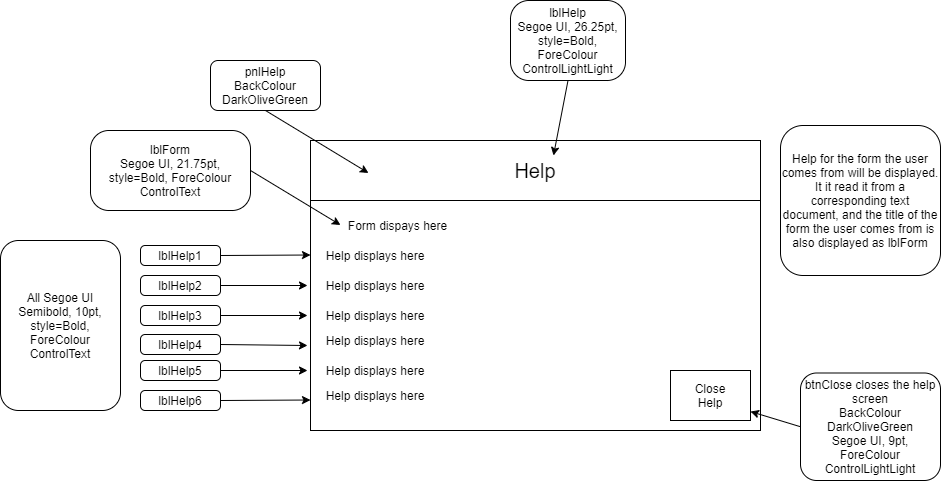 lblHelp
Segoe UI, 26.25pt,
style=Bold,
ForeColour
ControlLightLight
pnlHelp
BackColour
DarkOliveGreen
lblForm
Segoe UI, 21.75pt,
style=Bold, ForeColour
ControlText
Help
Help for the form the user
comes from will be displayed.
It it read it from a
corresponding text
document, and the title of the
form the user comes from is
also displayed as lblForm
Form dispays here
lblHelp1
Help displays here
lblHelp2
Help displays here
lblHelp3
Help displays here
lblHelp4
Help displays here
lblHelp5
Help displays here
lblHelp6
Help displays here
All Segoe UI
Semibold, 10pt,
style=Bold,
ForeColour
ControlText
Close
Help
btnClose closes the help
screen
BackColour
DarkOliveGreen
Segoe UI, 9pt,
ForeColour
ControlLightLight